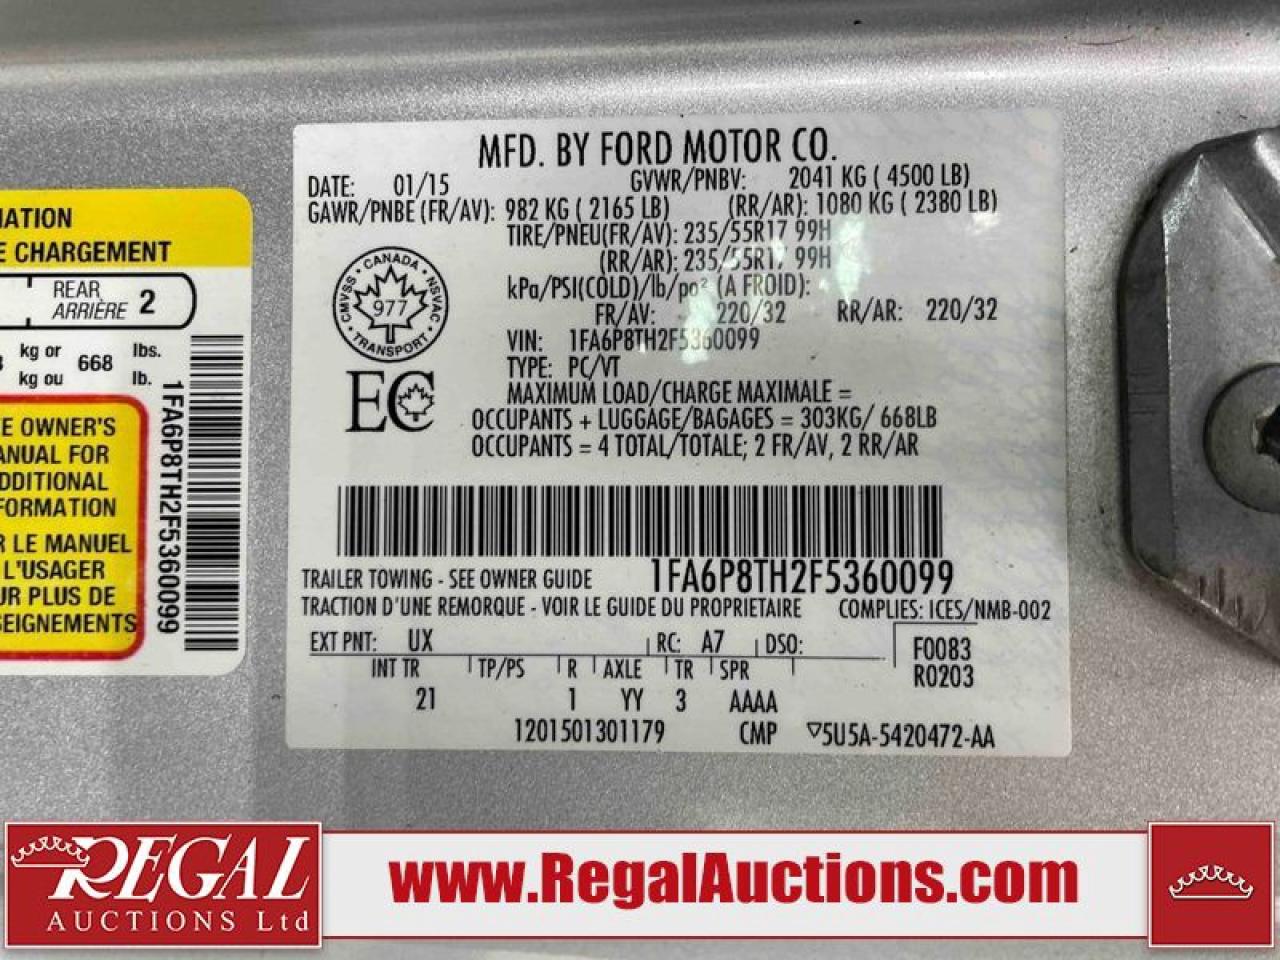 MFD. BY FORD MOTOR CO.
DATE: 01/15 GVWR/PNBV: 2041 KG ( 4500 LB)
GAWR/PNBE (FR/AV): 982 KG ( 2165 LB) (RR/AR): 1080 KG ( 2380 LB)
TIRE/PNEU(FR/AV): 235/55R17 99H
(RR/AR): 235/55R17 99H
kPa/PSI(COLD)/lb/po² (A FROID):
FR/AV: 220/32 RR/AR: 220/32
VIN: 1FA6P8TH2F5360099
TYPE: PC/VT
MAXIMUM LOAD/CHARGE MAXIMALE =
OCCUPANTS + LUGGAGE/BAGAGES = 303KG/ 668LB
OCCUPANTS = 4 TOTAL/TOTALE; 2 FR/AV, 2 RR/AR
CANADA · NSVAC · TRANSPORT · CMVSS ·
977
EC
1FA6P8TH2F5360099
TRAILER TOWING - SEE OWNER GUIDE
TRACTION D'UNE REMORQUE - VOIR LE GUIDE DU PROPRIETAIRE COMPLIES: ICES/NMB-002
EXT PNT: UX RC: A7 DSO: F0083
R0203
INT TR TP/PS R AXLE TR SPR
21 1 YY 3 AAAA
1201501301179 CMP ▽5U5A-5420472-AA
CHARGEMENT
REAR
ARRIÈRE 2
kg or 668 lbs.
kg ou lb.
OWNER'S
FOR
LE MANUEL
L'USAGER
PLUS DE
1FA6P8TH2F5360099
REGAL
AUCTIONS Ltd
www.RegalAuctions.com